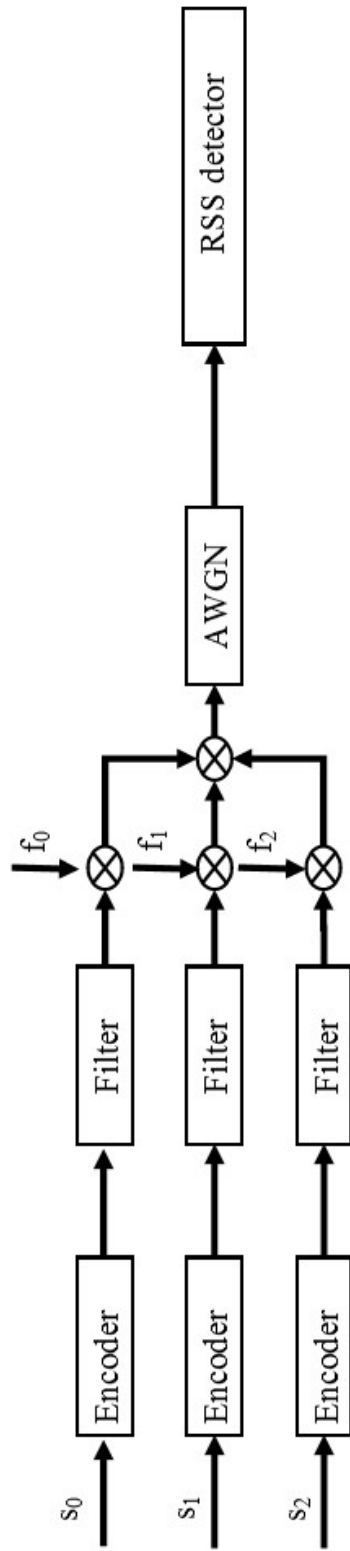 s0
Encoder
Filter
f0
s1
Encoder
Filter
f1
AWGN
RSS detector
s2
Encoder
Filter
f2